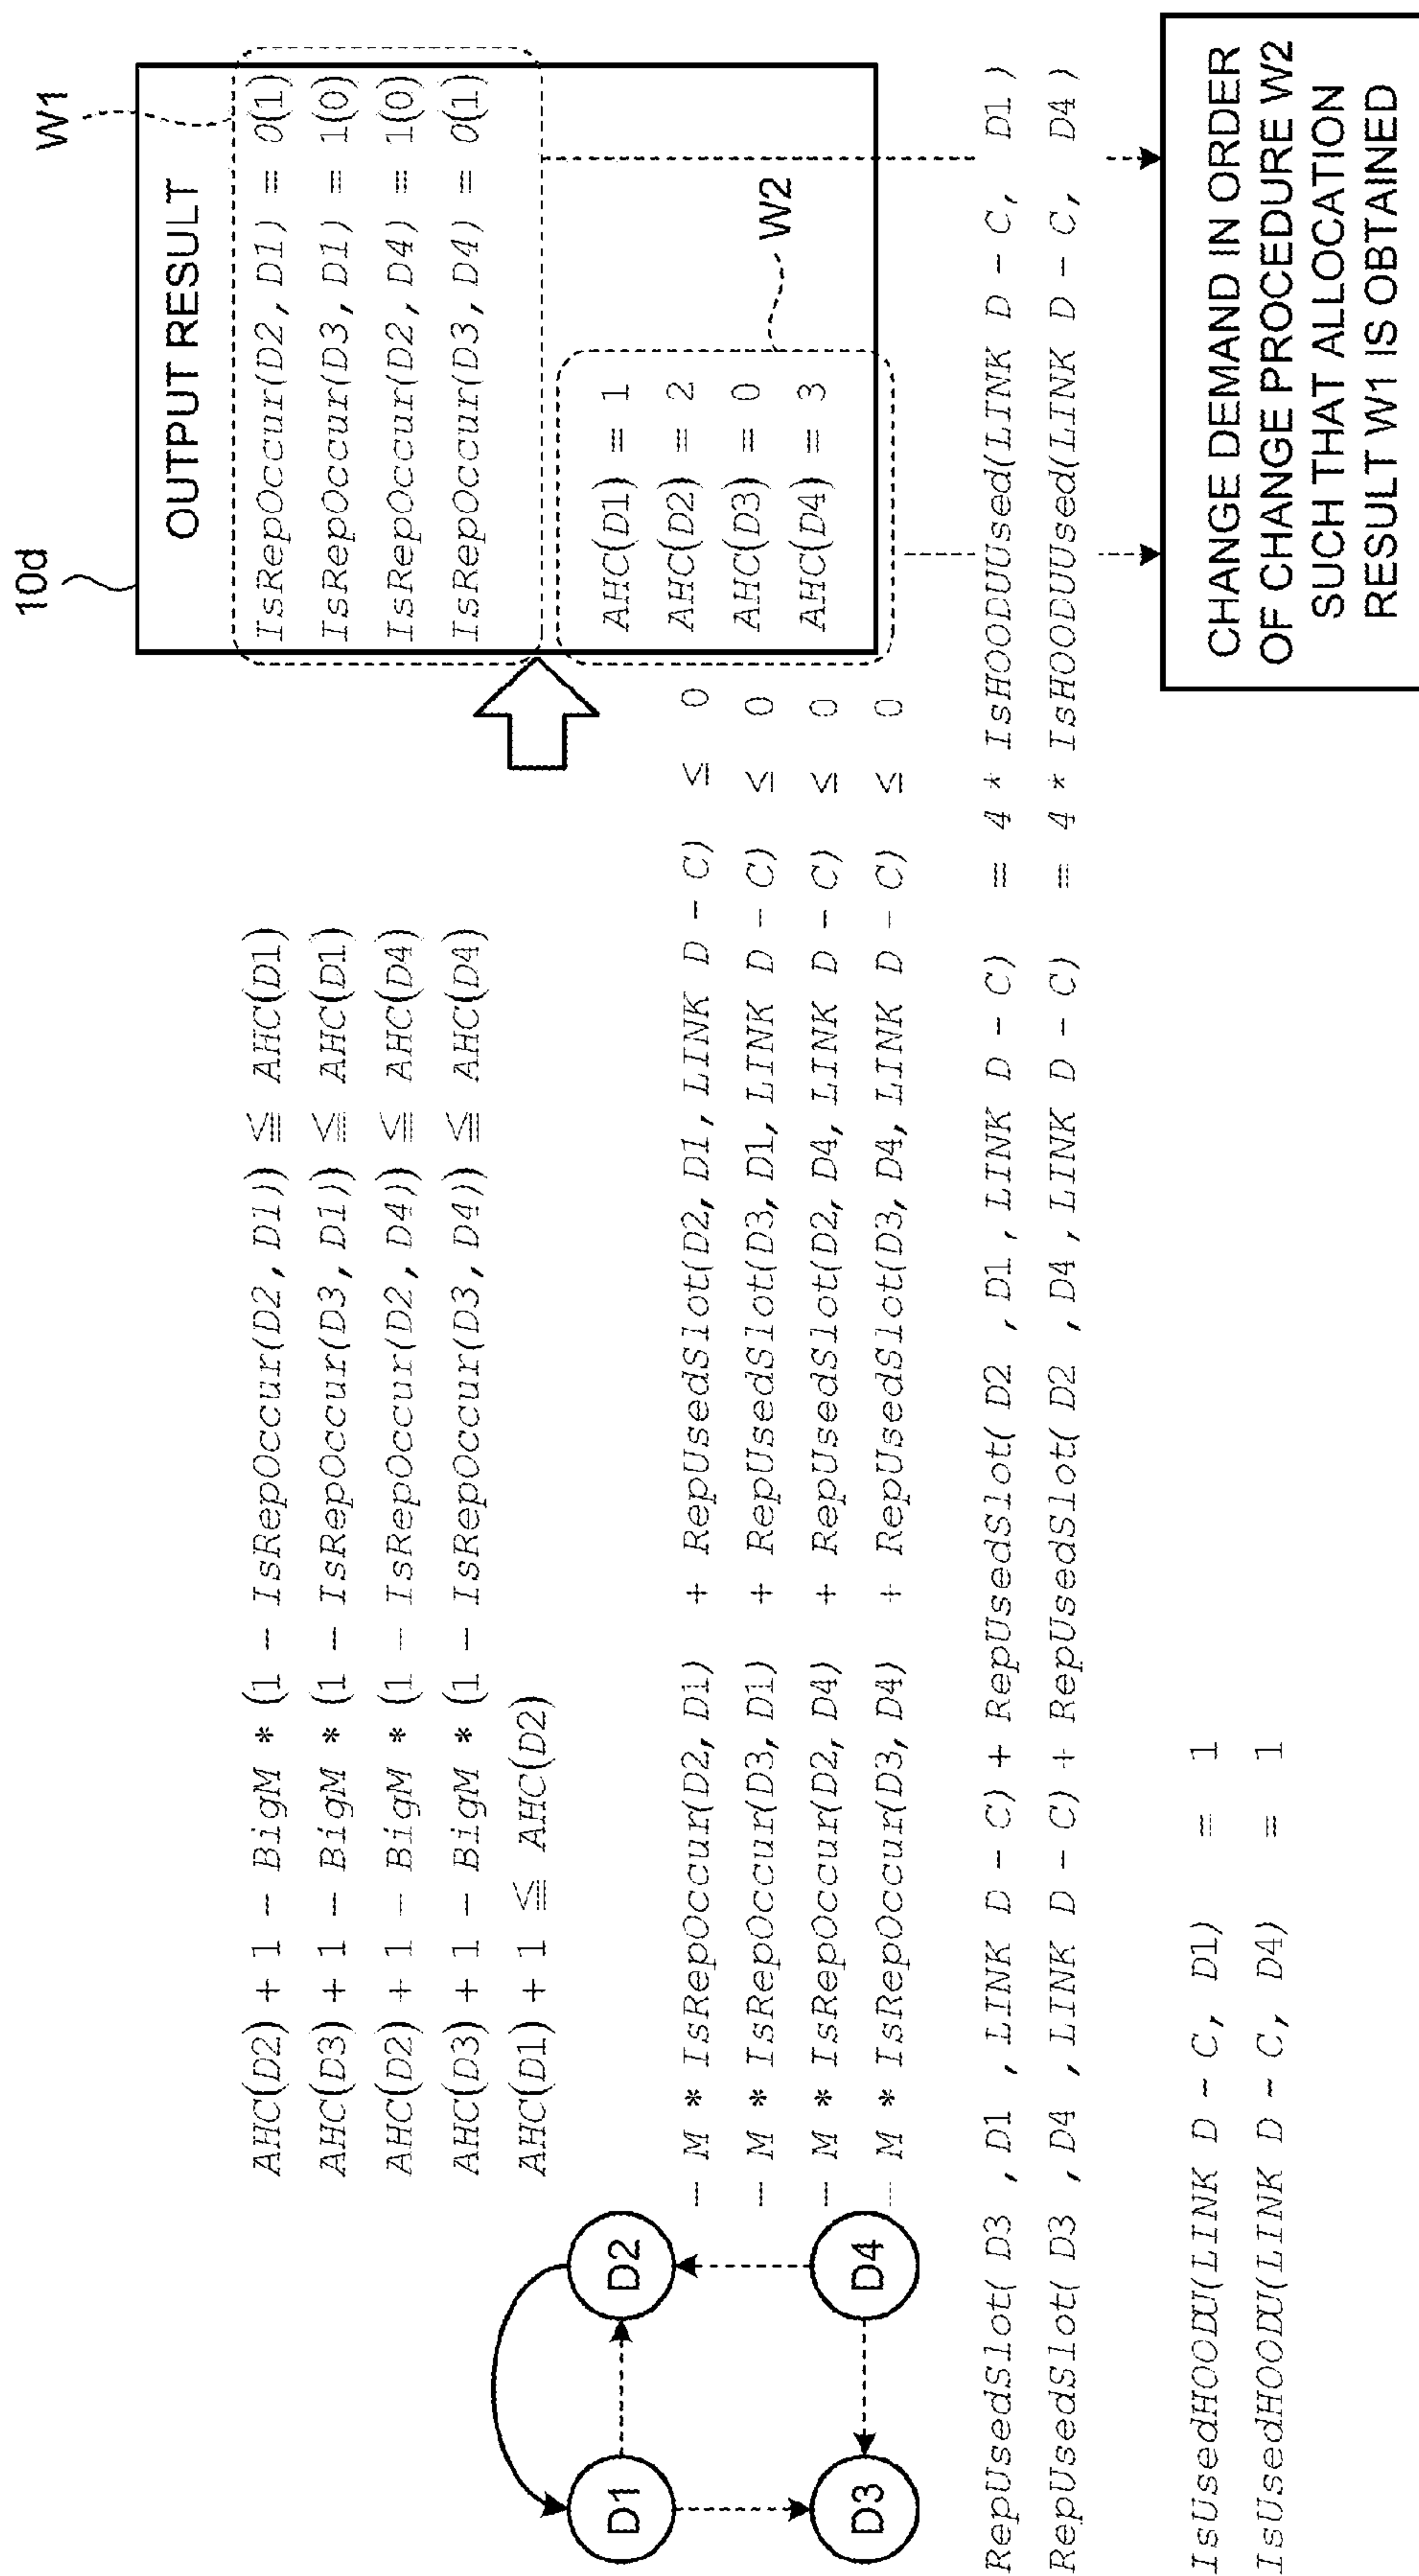 AHC(D2) + 1 − BigM * (1 − IsRepOccur(D2, D1)) ≦ AHC(D1)
AHC(D3) + 1 − BigM * (1 − IsRepOccur(D3, D1)) ≦ AHC(D1)
AHC(D2) + 1 − BigM * (1 − IsRepOccur(D2, D4)) ≦ AHC(D4)
AHC(D3) + 1 − BigM * (1 − IsRepOccur(D3, D4)) ≦ AHC(D4)
AHC(D1) + 1 ≦ AHC(D2)
10d
W1
OUTPUT RESULT
IsRepOccur(D2, D1) = 0(1)
IsRepOccur(D3, D1) = 1(0)
IsRepOccur(D2, D4) = 1(0)
IsRepOccur(D3, D4) = 0(1)
W2
AHC(D1) = 1
AHC(D2) = 2
AHC(D3) = 0
AHC(D4) = 3
D1
D2
D3
D4
− M * IsRepOccur(D2, D1) + RepUsedSlot(D2, D1, LINK D − C) ≤ 0
− M * IsRepOccur(D3, D1) + RepUsedSlot(D3, D1, LINK D − C) ≤ 0
− M * IsRepOccur(D2, D4) + RepUsedSlot(D2, D4, LINK D − C) ≤ 0
− M * IsRepOccur(D3, D4) + RepUsedSlot(D3, D4, LINK D − C) ≤ 0
RepUsedSlot( D3 , D1 , LINK D − C) + RepUsedSlot( D2 , D1, LINK D − C) = 4 * IsHOODUUsed(LINK D − C, D1 )
RepUsedSlot( D3 , D4 , LINK D − C) + RepUsedSlot( D2 , D4, LINK D − C) = 4 * IsHOODUUsed(LINK D − C, D4 )
IsUsedHOODU(LINK D − C, D1) = 1
IsUsedHOODU(LINK D − C, D4) = 1
CHANGE DEMAND IN ORDER
OF CHANGE PROCEDURE W2
SUCH THAT ALLOCATION
RESULT W1 IS OBTAINED